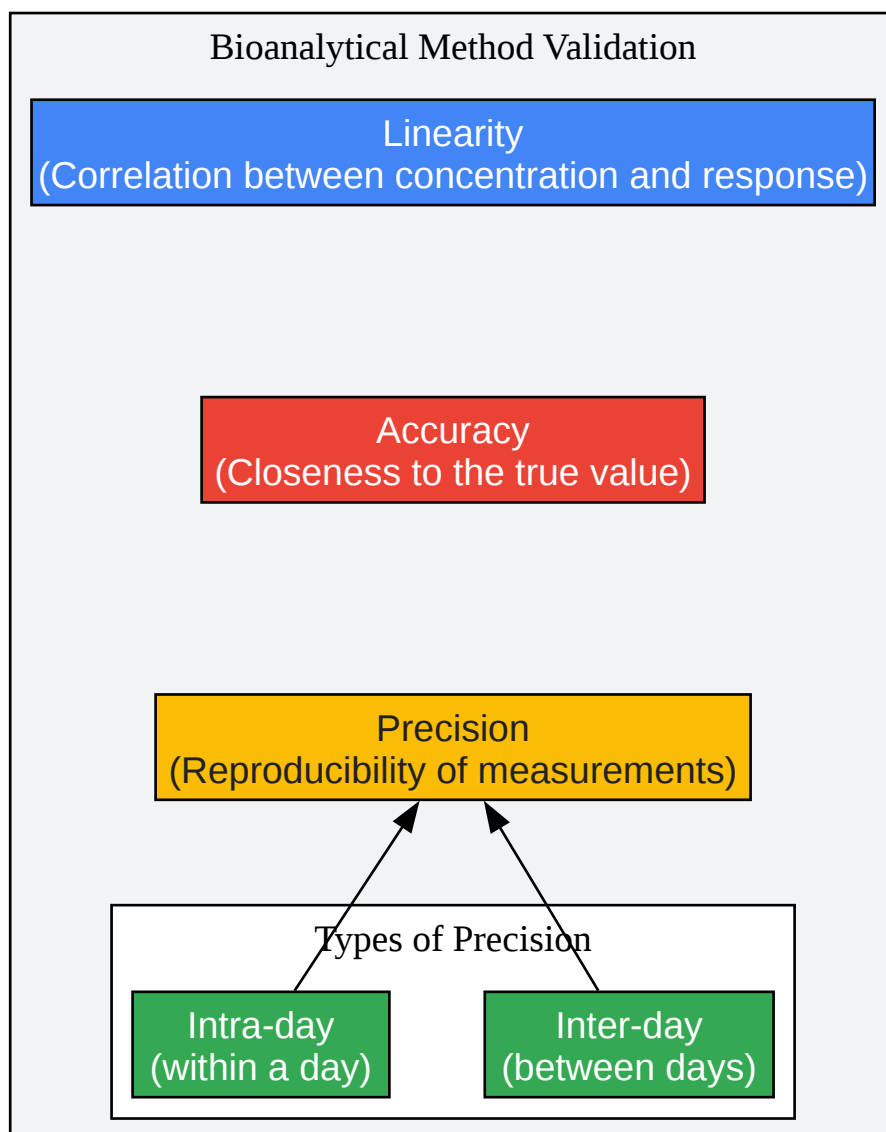 Bioanalytical Method Validation
Linearity
(Correlation between concentration and response)
Accuracy
(Closeness to the true value)
Precision
(Reproducibility of measurements)
Types of Precision
Intra-day
(within a day)
Inter-day
(between days)